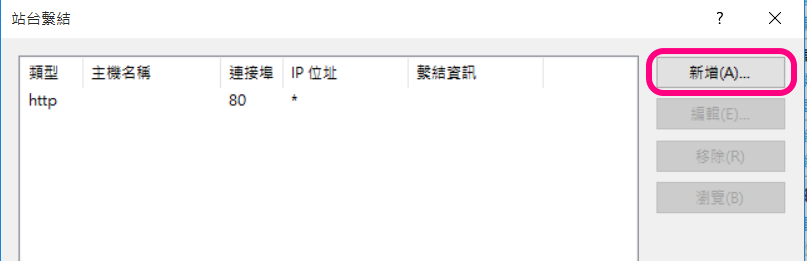 站台繫結
類型 主機名稱 連接埠 IP 位址 繫結資訊
http 80 *
新增(A)...
編輯(E)...
移除(R)
瀏覽(B)